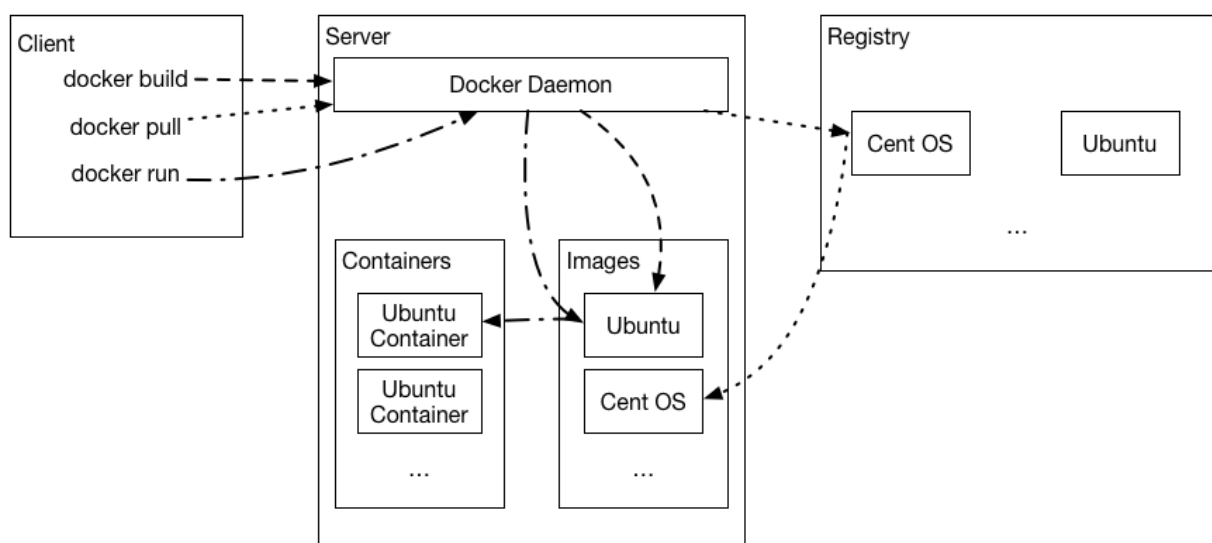 Client
docker build
docker pull
docker run
Server
Docker Daemon
Containers
Ubuntu
Container
Ubuntu
Container
...
Images
Ubuntu
Cent OS
...
Registry
Cent OS
Ubuntu
...